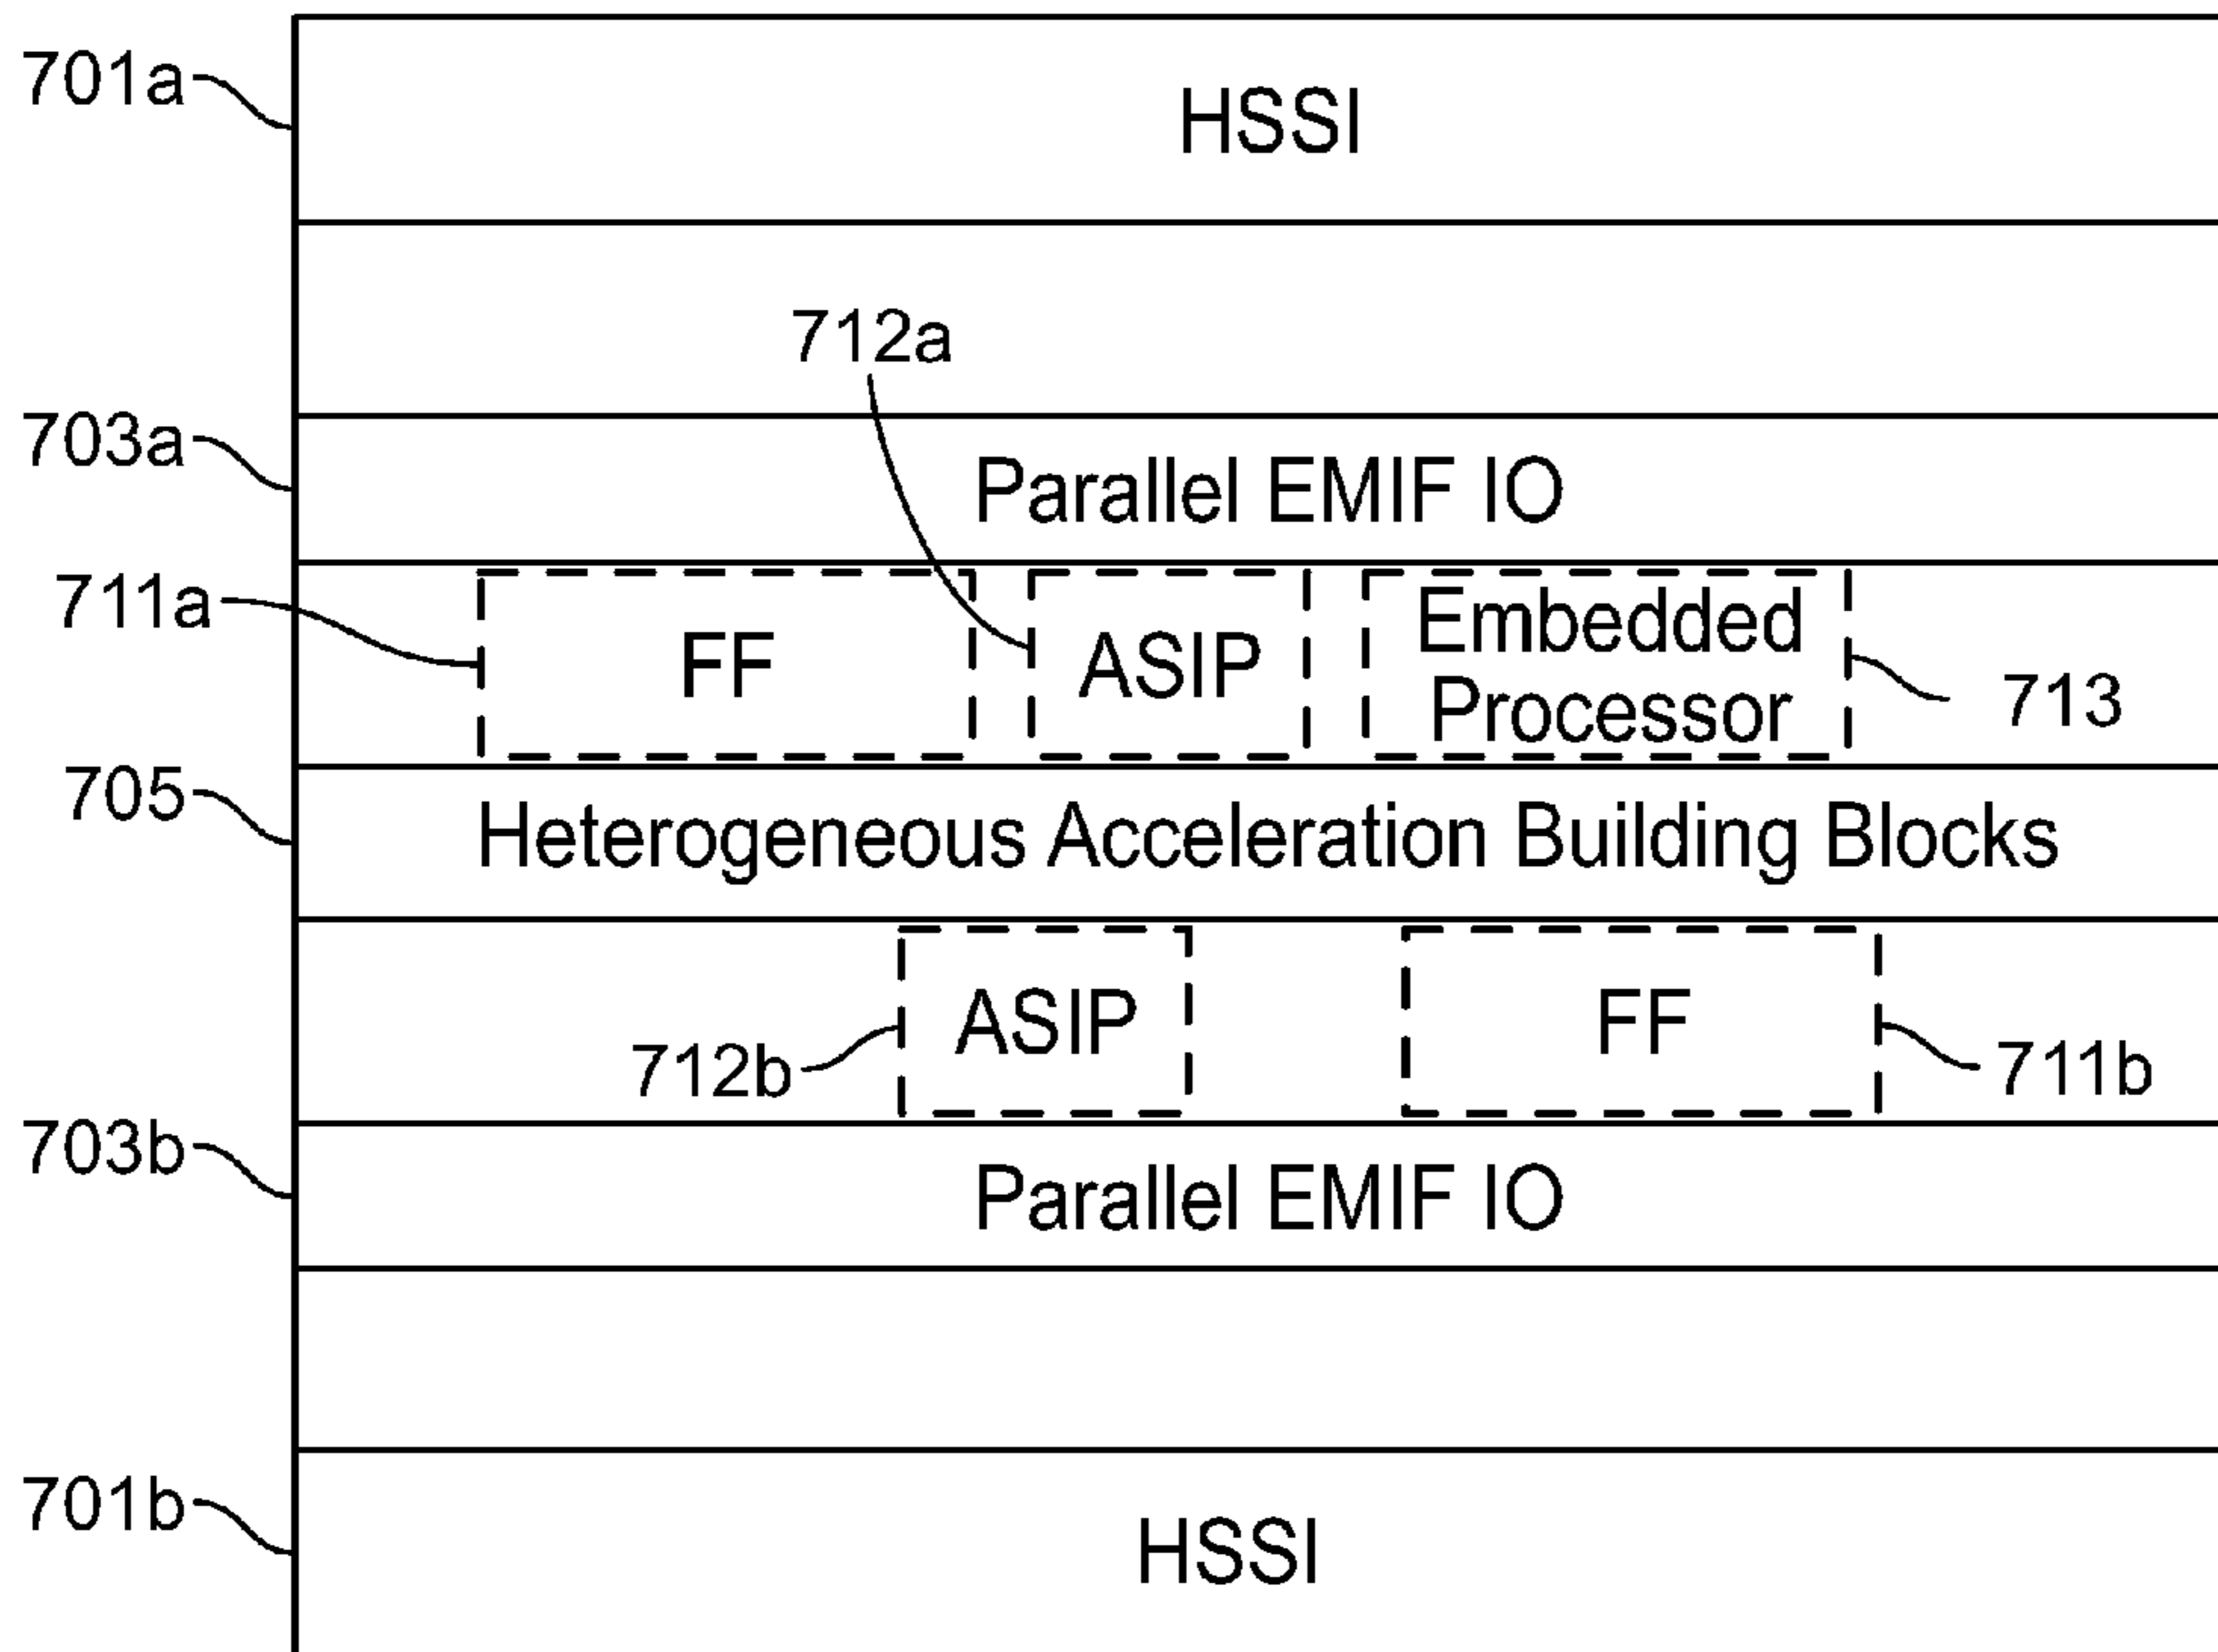 701a
HSSI
712a
703a
Parallel EMIF IO
711a
FF
ASIP
Embedded
Processor
713
705
Heterogeneous Acceleration Building Blocks
712b
ASIP
FF
711b
703b
Parallel EMIF IO
701b
HSSI